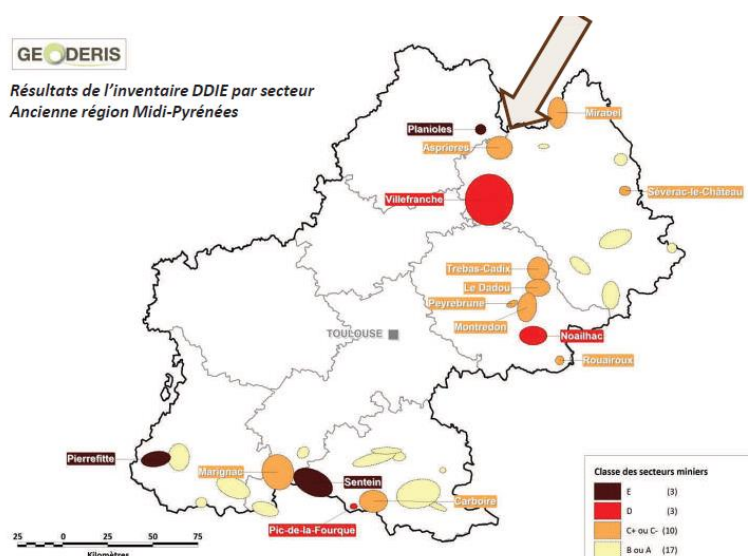 GEODERIS
Résultats de l'inventaire DDIE par secteur
Ancienne région Midi-Pyrénées
Mirabel
Planioles
Asprieres
Sévérac-le-Château
Villefranche
Trebas-Cadix
Le Dadou
Peyrebrune
Montredon
TOULOUSE
Noailhac
Rouairoux
Pierrefitte
Marignac
Sentein
Carboire
Pic-de-la-Fourque
Classe des secteurs miniers
E (3)
D (3)
C+ ou C- (10)
B ou A (17)
25 0 25 50 75
Kilomètres